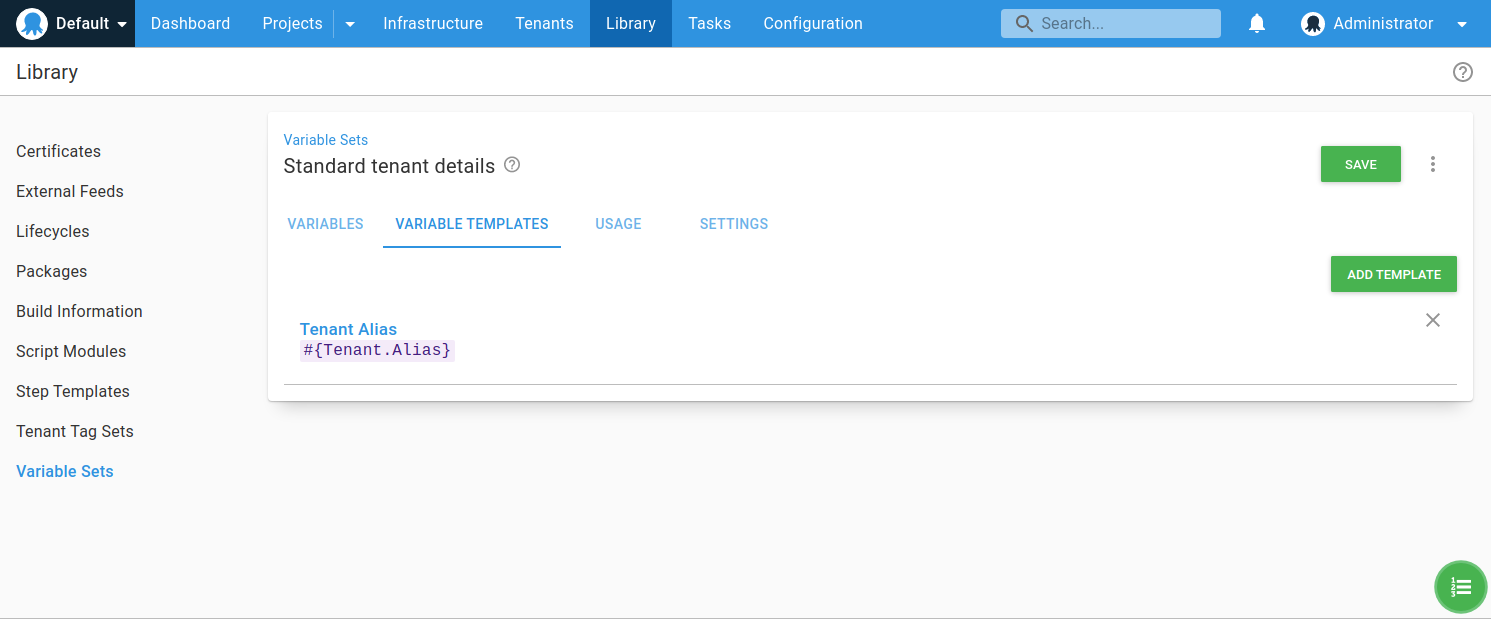 Default Dashboard Projects Infrastructure Tenants Library Tasks Configuration Search... Administrator
Library
Certificates
External Feeds
Lifecycles
Packages
Build Information
Script Modules
Step Templates
Tenant Tag Sets
Variable Sets
Variable Sets
Standard tenant details
SAVE
VARIABLES VARIABLE TEMPLATES USAGE SETTINGS
ADD TEMPLATE
Tenant Alias
#{Tenant.Alias}